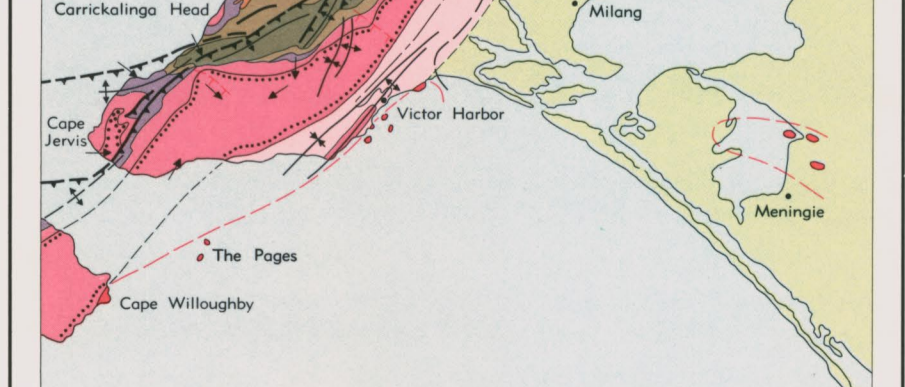 Carrickalinga Head
Milang
Cape
Jervis
Victor Harbor
Meningie
The Pages
Cape Willoughby